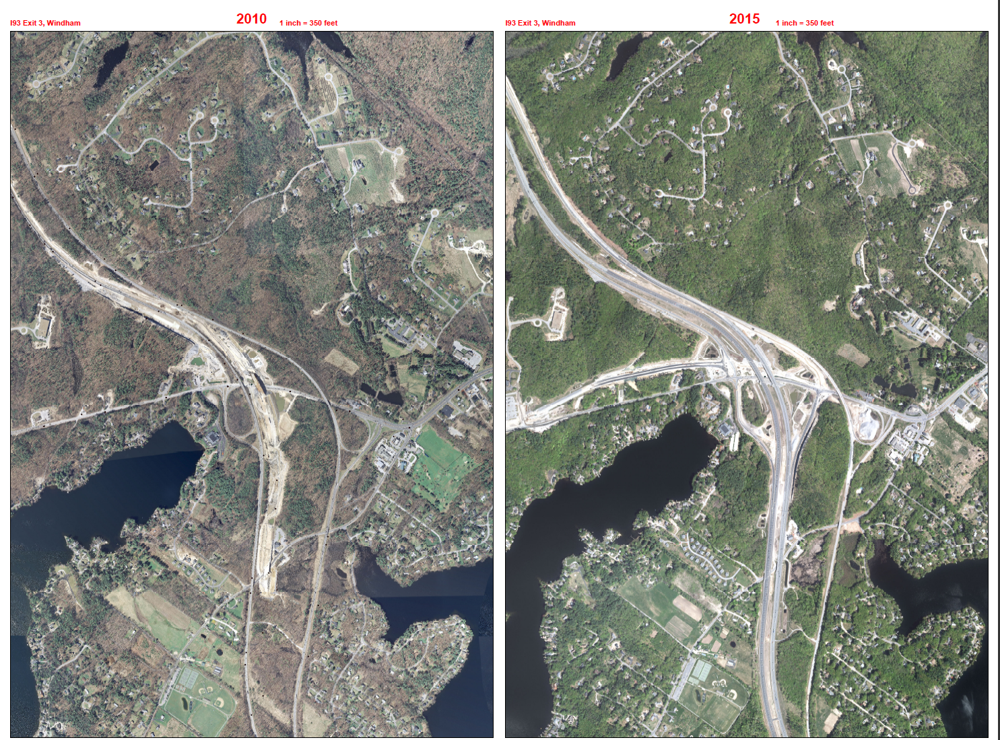 I93 Exit 3, Windham 2010 1 inch = 350 feet
I93 Exit 3, Windham 2015 1 inch = 350 feet